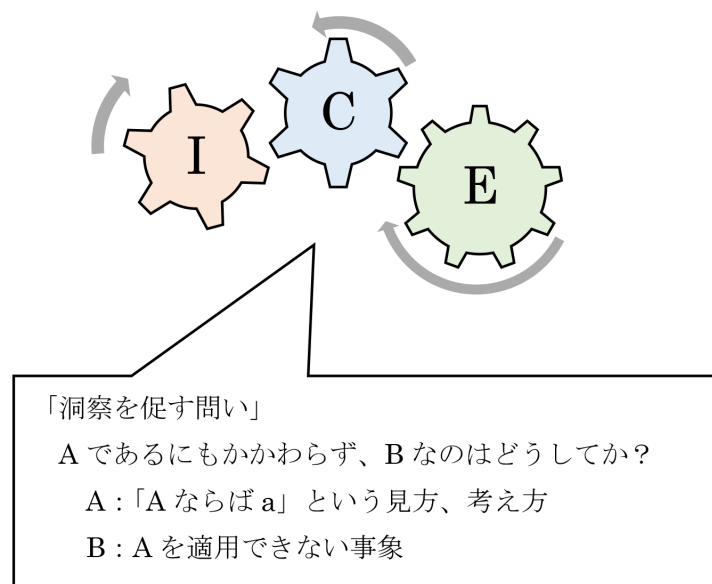 I
C
E
「洞察を促す問い」
Aであるにもかかわらず、Bなのはどうしてか？
A：「Aならばa」という見方、考え方
B：Aを適用できない事象